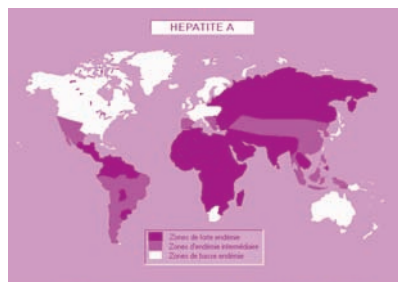 HEPATITE A
Zones de forte endémie
Zones d'endémie intermédiaire
Zones de basse endémie